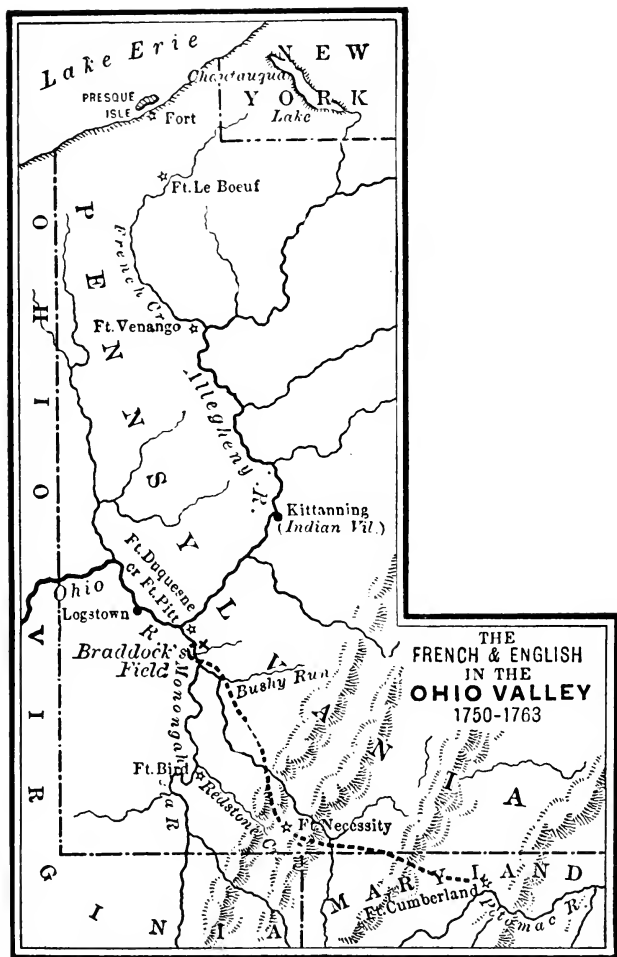 Lake Erie
NEW
YORK
Chautauqua
Lake
PRESQUE
ISLE
Fort
Ft. Le Boeuf
OHIO
PENNSYLVANIA
French Cr.
Ft. Venango
Allegheny R.
Kittanning
(Indian Vil.)
Ft. Duquesne
or Ft. Pitt
Ohio R.
Logstown
Braddock's
Field
Bushy Run
Monongahela R
Ft. Bird
Redstone C.
Ft. Necessity
VIRGINIA
MARYLAND
Ft. Cumberland
Potomac R.
THE
FRENCH & ENGLISH
IN THE
OHIO VALLEY
1750-1763